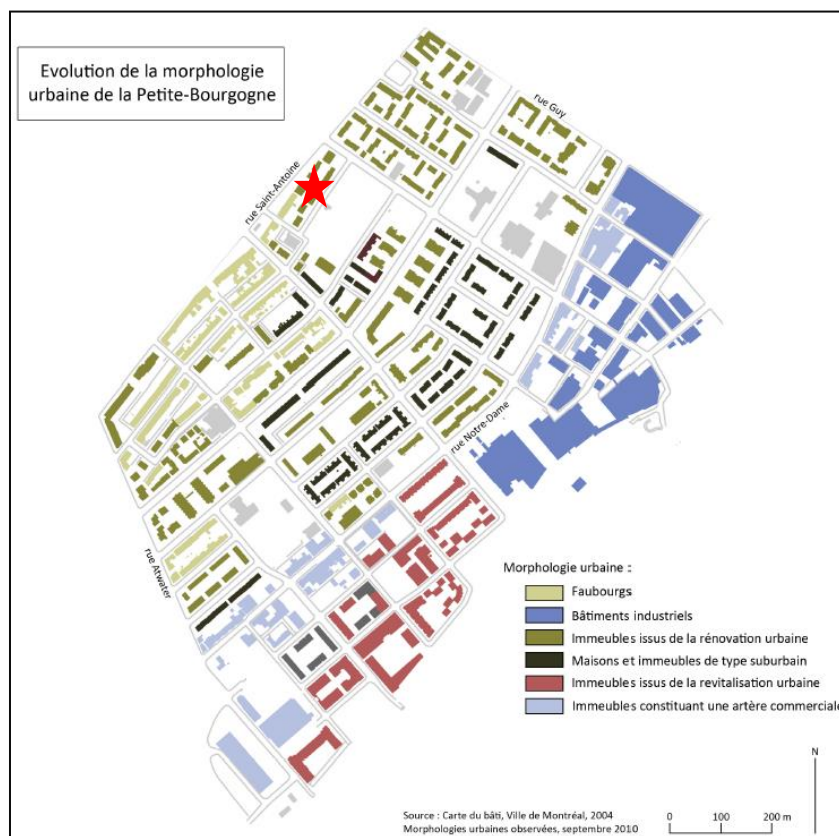 Evolution de la morphologie
urbaine de la Petite-Bourgogne
rue Guy
rue Saint-Antoine
rue Notre-Dame
rue Atwater
Morphologie urbaine :
Faubourgs
Bâtiments industriels
Immeubles issus de la rénovation urbaine
Maisons et immeubles de type suburbain
Immeubles issus de la revitalisation urbaine
Immeubles constituant une artère commerciale
N
Source : Carte du bâti, Ville de Montréal, 2004
Morphologies urbaines observées, septembre 2010
0 100 200 m